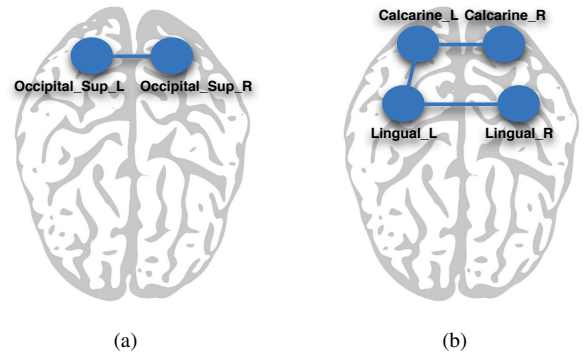 Calcarine_L Calcarine_R
Occipital_Sup_L Occipital_Sup_R
Lingual_L Lingual_R
(a) (b)